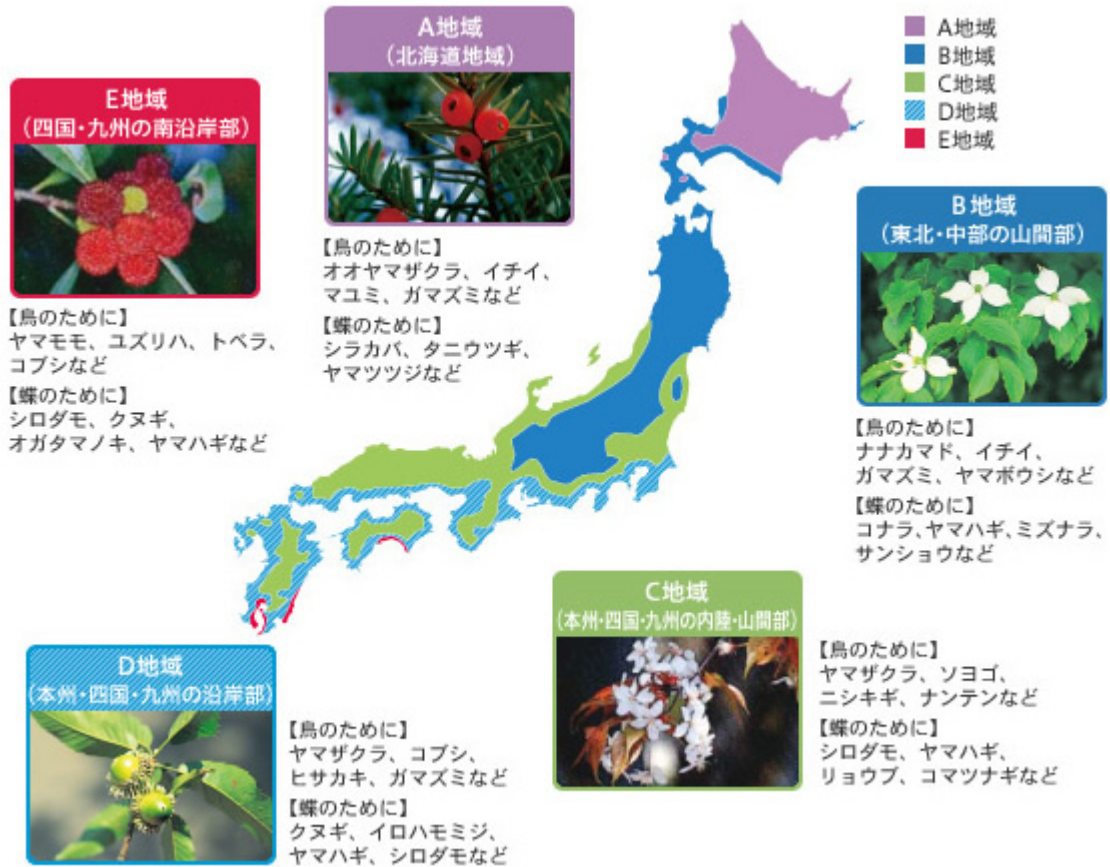 A地域
(北海道地域)
【鳥のために】
オオヤマザクラ、イチイ、
マユミ、ガマズミなど
【蝶のために】
シラカバ、タニウツギ、
ヤマツツジなど
A地域
B地域
C地域
D地域
E地域
E地域
(四国・九州の南沿岸部)
【鳥のために】
ヤマモモ、ユズリハ、トベラ、
コブシなど
【蝶のために】
シロダモ、クヌギ、
オガタマノキ、ヤマハギなど
B地域
(東北・中部の山間部)
【鳥のために】
ナナカマド、イチイ、
ガマズミ、ヤマボウシなど
【蝶のために】
コナラ、ヤマハギ、ミズナラ、
サンショウなど
C地域
(本州・四国・九州の内陸・山間部)
【鳥のために】
ヤマザクラ、ソヨゴ、
ニシキギ、ナンテンなど
【蝶のために】
シロダモ、ヤマハギ、
リョウブ、コマツナギなど
D地域
(本州・四国・九州の沿岸部)
【鳥のために】
ヤマザクラ、コブシ、
ヒサカキ、ガマズミなど
【蝶のために】
クヌギ、イロハモミジ、
ヤマハギ、シロダモなど